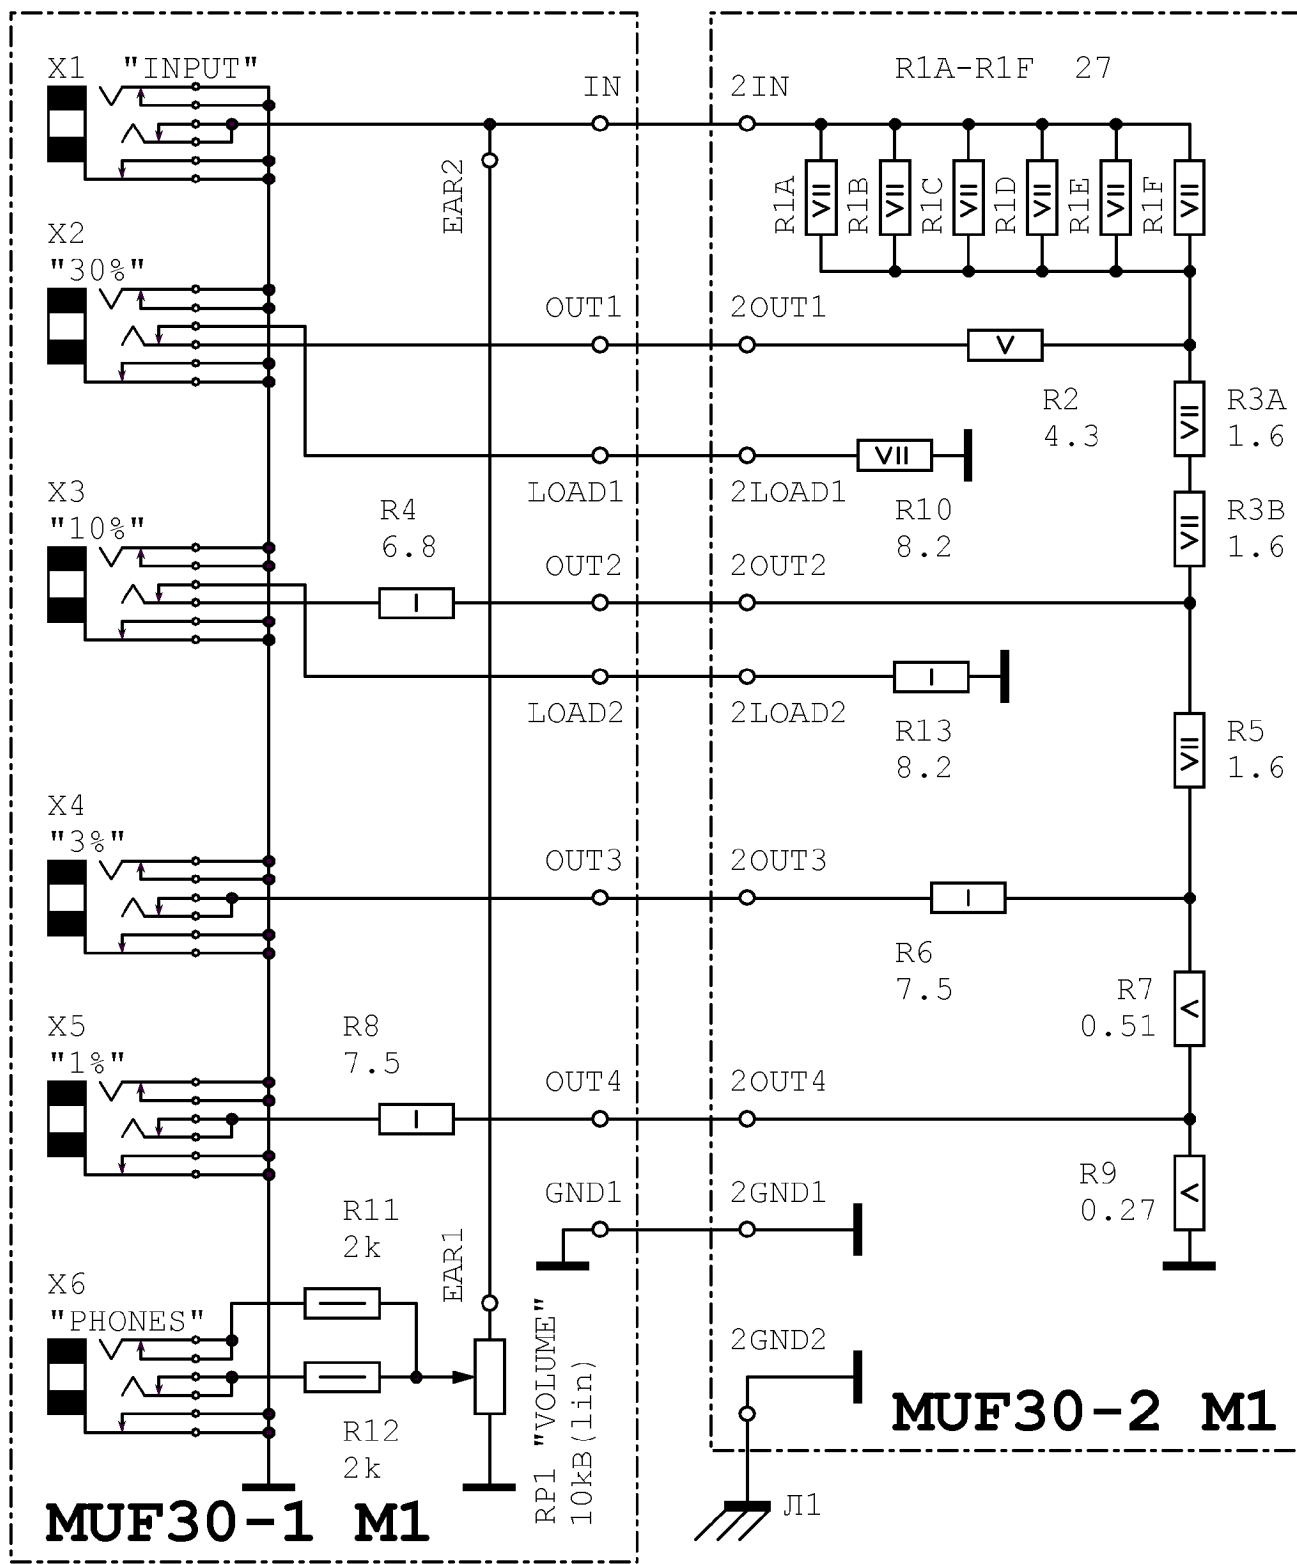 X1 "INPUT"
IN
2IN
R1A-R1F 27
EAR2
R1A
R1B
R1C
R1D
R1E
R1F
VII
VII
VII
VII
VII
VII
X2
"30%"
OUT1
2OUT1
V
R2
4.3
VII
R3A
1.6
LOAD1
2LOAD1
VII
R10
8.2
VII
R3B
1.6
X3
"10%"
R4
6.8
I
OUT2
2OUT2
LOAD2
2LOAD2
I
R13
8.2
VII
R5
1.6
X4
"3%"
OUT3
2OUT3
I
R6
7.5
R7
0.51
V
X5
"1%"
R8
7.5
I
OUT4
2OUT4
R9
0.27
V
GND1
2GND1
R11
2k
EAR1
X6
"PHONES"
R12
2k
RP1 "VOLUME"
10kB(lin)
2GND2
Л1
MUF30-1 M1
MUF30-2 M1